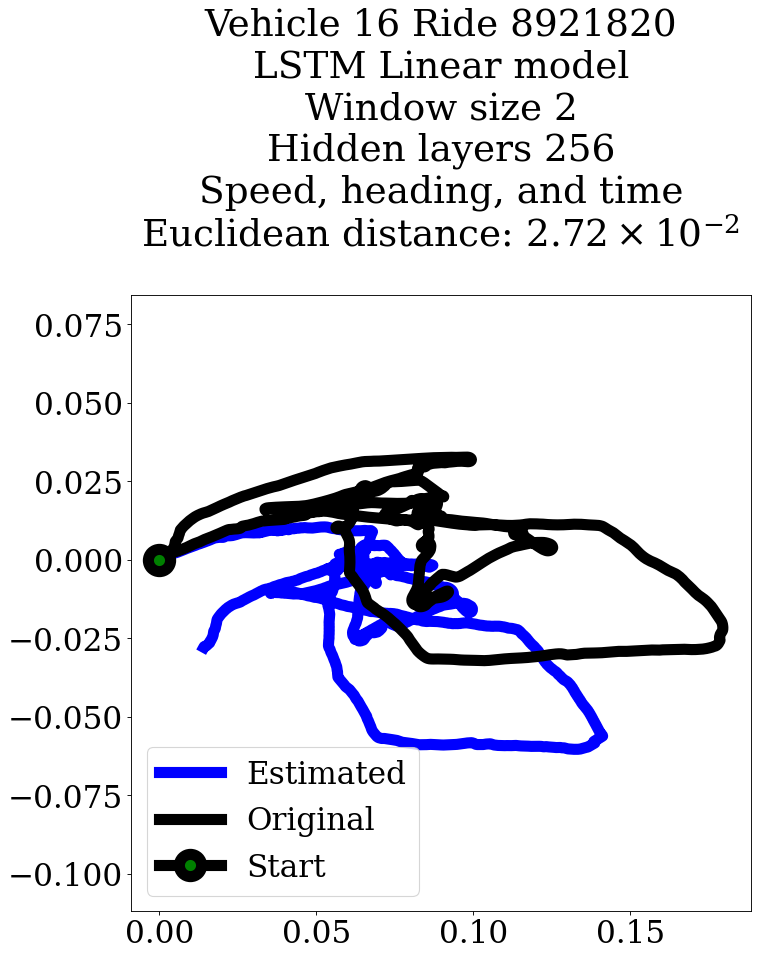 Vehicle 16 Ride 8921820
LSTM Linear model
Window size 2
Hidden layers 256
Speed, heading, and time
Euclidean distance: 2.72 × 10⁻²
0.075
0.050
0.025
0.000
−0.025
−0.050
−0.075
−0.100
Estimated
Original
Start
0.00 0.05 0.10 0.15